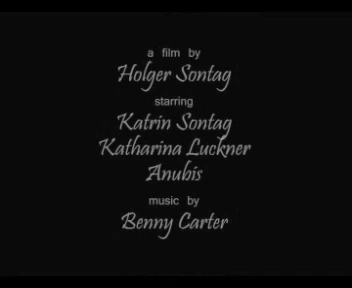 a film by
Holger Sontag
starring
Katrin Sontag
Katharina Luckner
Anubis
music by
Benny Carter